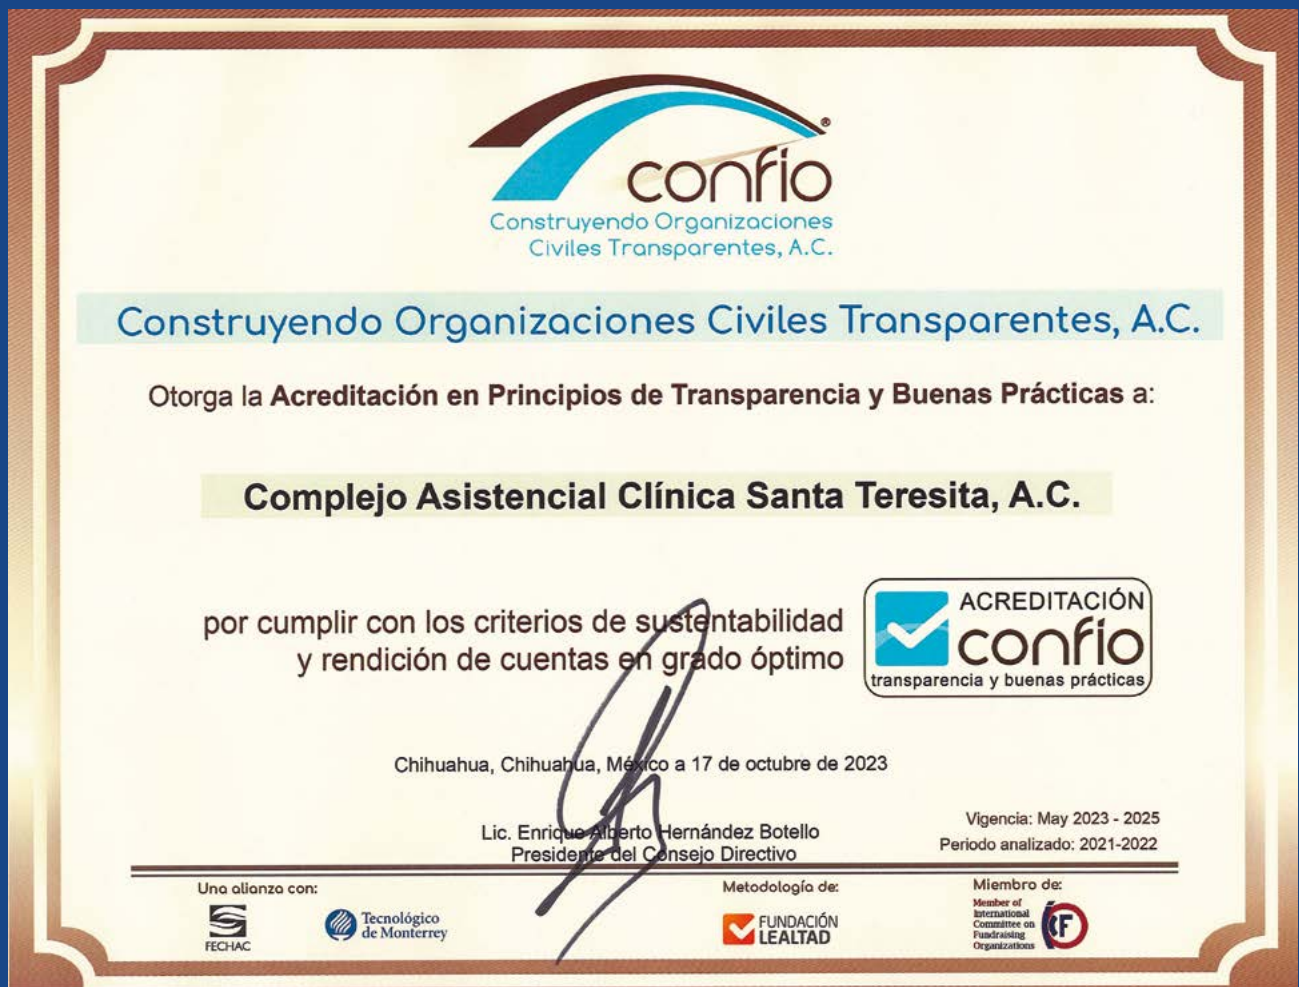 confío®
Construyendo Organizaciones
Civiles Transparentes, A.C.
Construyendo Organizaciones Civiles Transparentes, A.C.
Otorga la Acreditación en Principios de Transparencia y Buenas Prácticas a:
Complejo Asistencial Clínica Santa Teresita, A.C.
por cumplir con los criterios de sustentabilidad
y rendición de cuentas en grado óptimo
ACREDITACIÓN
confío
transparencia y buenas prácticas
Chihuahua, Chihuahua, México a 17 de octubre de 2023
Lic. Enrique Alberto Hernández Botello
Presidente del Consejo Directivo
Vigencia: May 2023 - 2025
Periodo analizado: 2021-2022
Una alianza con:
FECHAC
Tecnológico
de Monterrey
Metodología de:
FUNDACIÓN
LEALTAD
Miembro de:
Member of
International
Committee on
Fundraising
Organizations
ICF